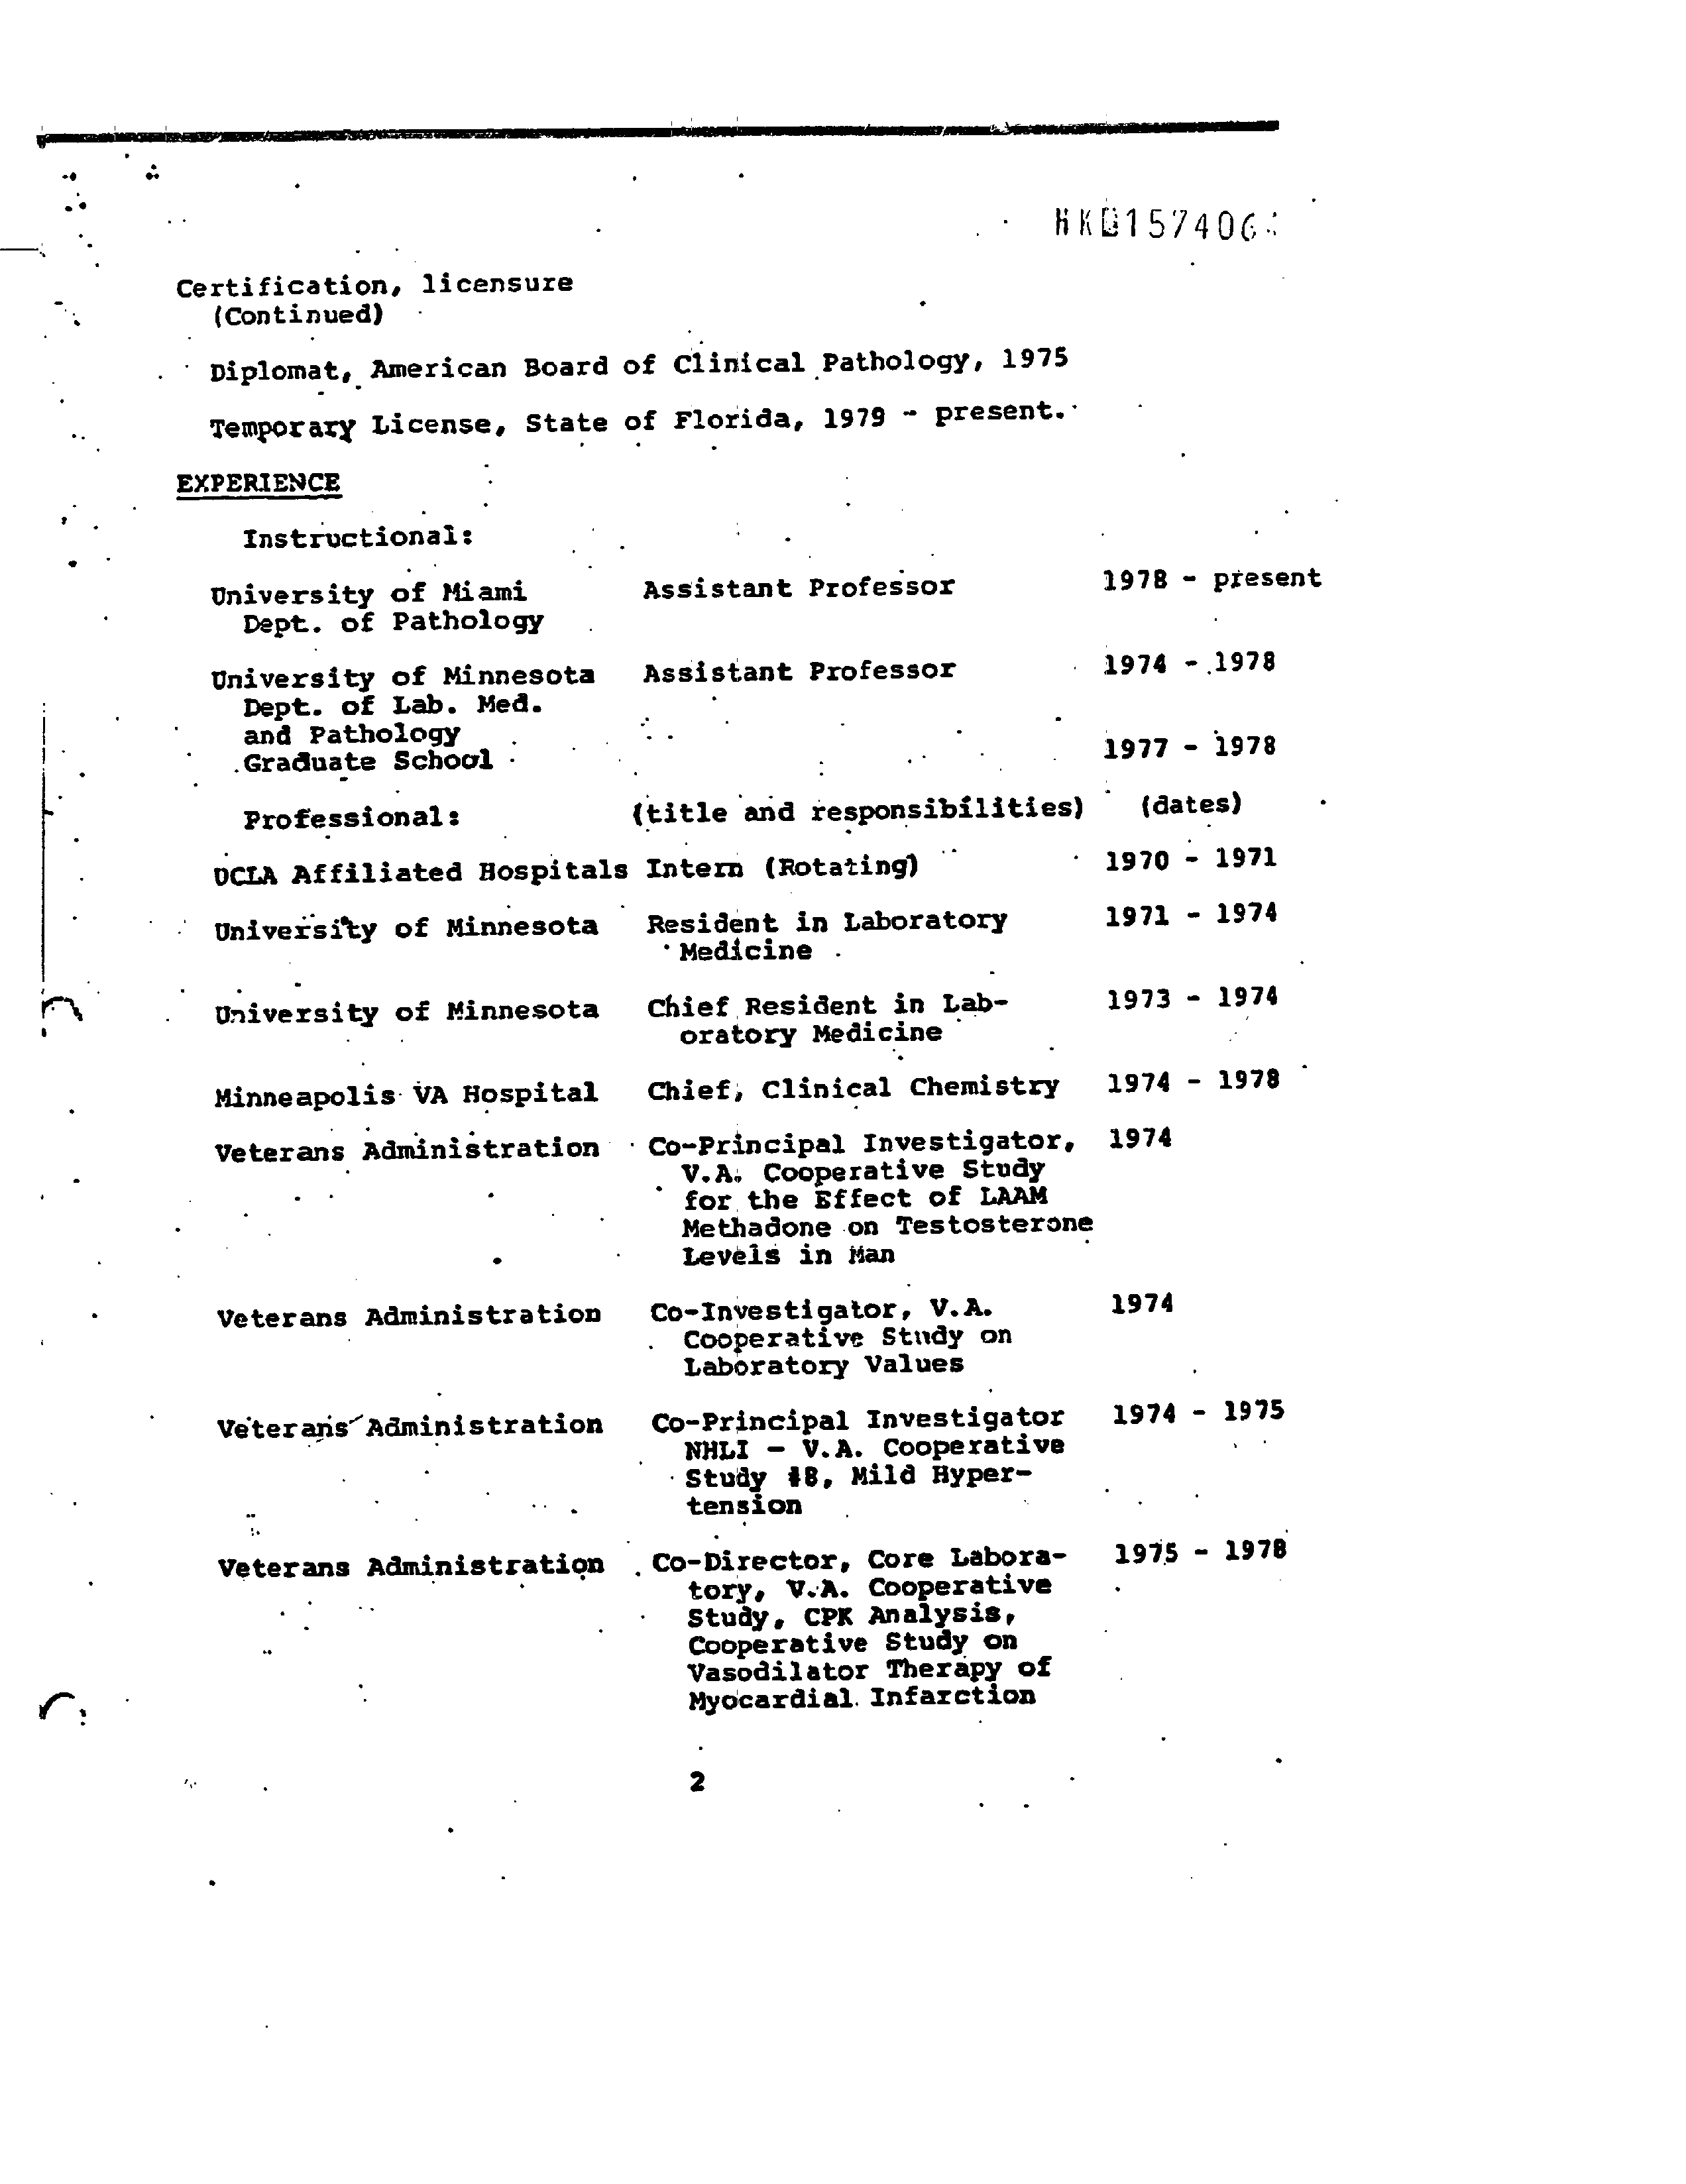 Certification, licensure
(Continued)
Diplomat, American Board of Clinical Pathology, 1975
Temporary License, State of Florida, 1979 - present.
EXPERIENCE
Instructional:
University of Miami Assistant Professor 1978 - present
Dept. of Pathology
University of Minnesota Assistant Professor 1974 - 1978
Dept. of Lab. Med.
and Pathology
Graduate School 1977 - 1978
Professional: (title and responsibilities) (dates)
UCLA Affiliated Hospitals Intern (Rotating) 1970 - 1971
University of Minnesota Resident in Laboratory 1971 - 1974
Medicine
University of Minnesota Chief Resident in Lab- 1973 - 1974
oratory Medicine
Minneapolis VA Hospital Chief, Clinical Chemistry 1974 - 1978
Veterans Administration Co-Principal Investigator, 1974
V.A. Cooperative Study
for the Effect of LAAM
Methadone on Testosterone
Levels in Man
Veterans Administration Co-Investigator, V.A. 1974
Cooperative Study on
Laboratory Values
Veterans Administration Co-Principal Investigator 1974 - 1975
NHLI - V.A. Cooperative
Study #8, Mild Hyper-
tension
Veterans Administration Co-Director, Core Labora- 1975 - 1978
tory, V.A. Cooperative
Study, CPK Analysis,
Cooperative Study on
Vasodilator Therapy of
Myocardial Infarction
2